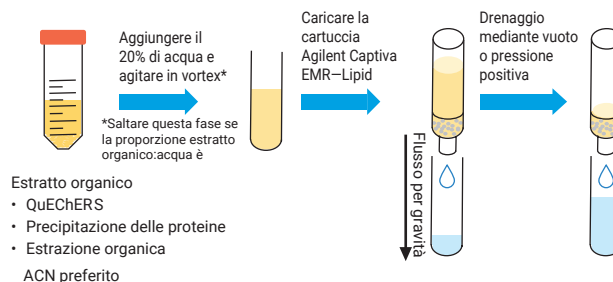 Aggiungere il
20% di acqua e
agitare in vortex*
*Saltare questa fase se
la proporzione estratto
organico:acqua è
Caricare la
cartuccia
Agilent Captiva
EMR—Lipid
Drenaggio
mediante vuoto
o pressione
positiva
Flusso per
gravità
Estratto organico
• QuEChERS
• Precipitazione delle proteine
• Estrazione organica
ACN preferito